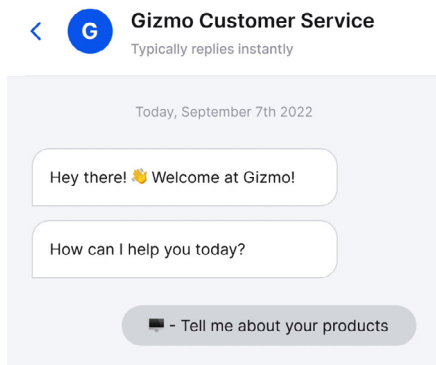 G
Gizmo Customer Service
Typically replies instantly
Today, September 7th 2022
Hey there! 👋 Welcome at Gizmo!
How can I help you today?
🖥️ - Tell me about your products